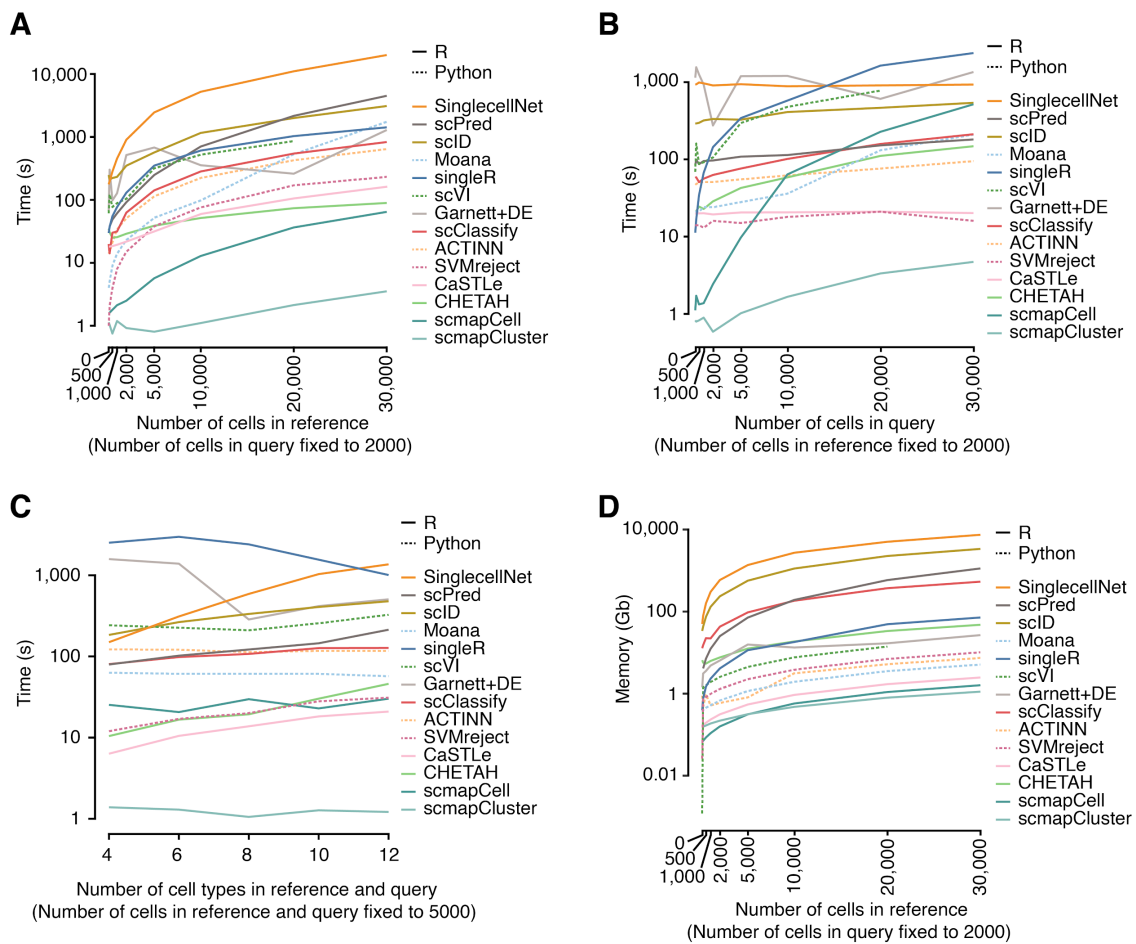 A
Time (s)
10,000
1,000
100
10
1
0
500
1,000
2,000
5,000
10,000
20,000
30,000
Number of cells in reference
(Number of cells in query fixed to 2000)
R
Python
SinglecellNet
scPred
scID
Moana
singleR
scVI
Garnett+DE
scClassify
ACTINN
SVMreject
CaSTLe
CHETAH
scmapCell
scmapCluster
B
Time (s)
1,000
100
10
1
0
500
1,000
2,000
5,000
10,000
20,000
30,000
Number of cells in query
(Number of cells in reference fixed to 2000)
R
Python
SinglecellNet
scPred
scID
Moana
singleR
scVI
Garnett+DE
scClassify
ACTINN
SVMreject
CaSTLe
CHETAH
scmapCell
scmapCluster
C
Time (s)
1,000
100
10
1
4
6
8
10
12
Number of cell types in reference and query
(Number of cells in reference and query fixed to 5000)
R
Python
SinglecellNet
scPred
scID
Moana
singleR
scVI
Garnett+DE
scClassify
ACTINN
SVMreject
CaSTLe
CHETAH
scmapCell
scmapCluster
D
Memory (Gb)
10,000
100
1
0.01
0
500
1,000
2,000
5,000
10,000
20,000
30,000
Number of cells in reference
(Number of cells in query fixed to 2000)
R
Python
SinglecellNet
scPred
scID
Moana
singleR
scVI
Garnett+DE
scClassify
ACTINN
SVMreject
CaSTLe
CHETAH
scmapCell
scmapCluster